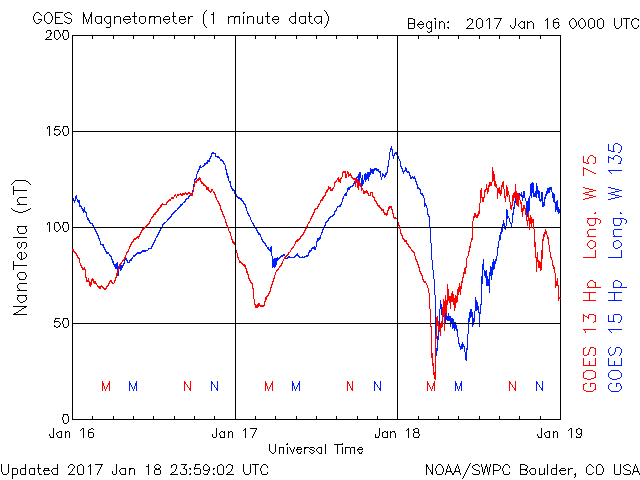 GOES Magnetometer (1 minute data)
Begin: 2017 Jan 16 0000 UTC
200
150
100
50
0
NanoTesla (nT)
M M N N M M N N M M N N
Jan 16 Jan 17 Jan 18 Jan 19
Universal Time
GOES 13 Hp Long. W 75
GOES 15 Hp Long. W 135
Updated 2017 Jan 18 23:59:02 UTC
NOAA/SWPC Boulder, CO USA